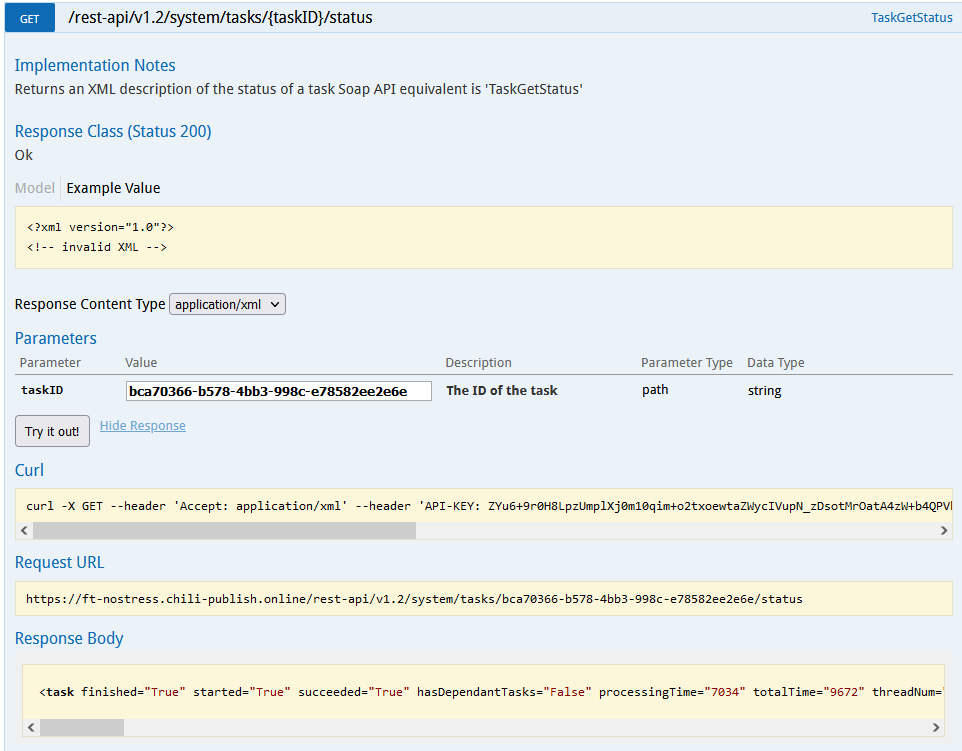 GET /rest-api/v1.2/system/tasks/{taskID}/status TaskGetStatus
Implementation Notes
Returns an XML description of the status of a task Soap API equivalent is 'TaskGetStatus'
Response Class (Status 200)
Ok
Model Example Value
<?xml version="1.0"?>
<!-- invalid XML -->
Response Content Type application/xml
Parameters
Parameter Value Description Parameter Type Data Type
taskID bca70366-b578-4bb3-998c-e78582ee2e6e The ID of the task path string
Try it out! Hide Response
Curl
curl -X GET --header 'Accept: application/xml' --header 'API-KEY: ZYu6+9r0H8LpzUmplXj0m10qim+o2txoewtaZWycIVupN_zDsotMrOatA4zW+b4QPV
Request URL
https://ft-nostress.chili-publish.online/rest-api/v1.2/system/tasks/bca70366-b578-4bb3-998c-e78582ee2e6e/status
Response Body
<task finished="True" started="True" succeeded="True" hasDependantTasks="False" processingTime="7034" totalTime="9672" threadNum=